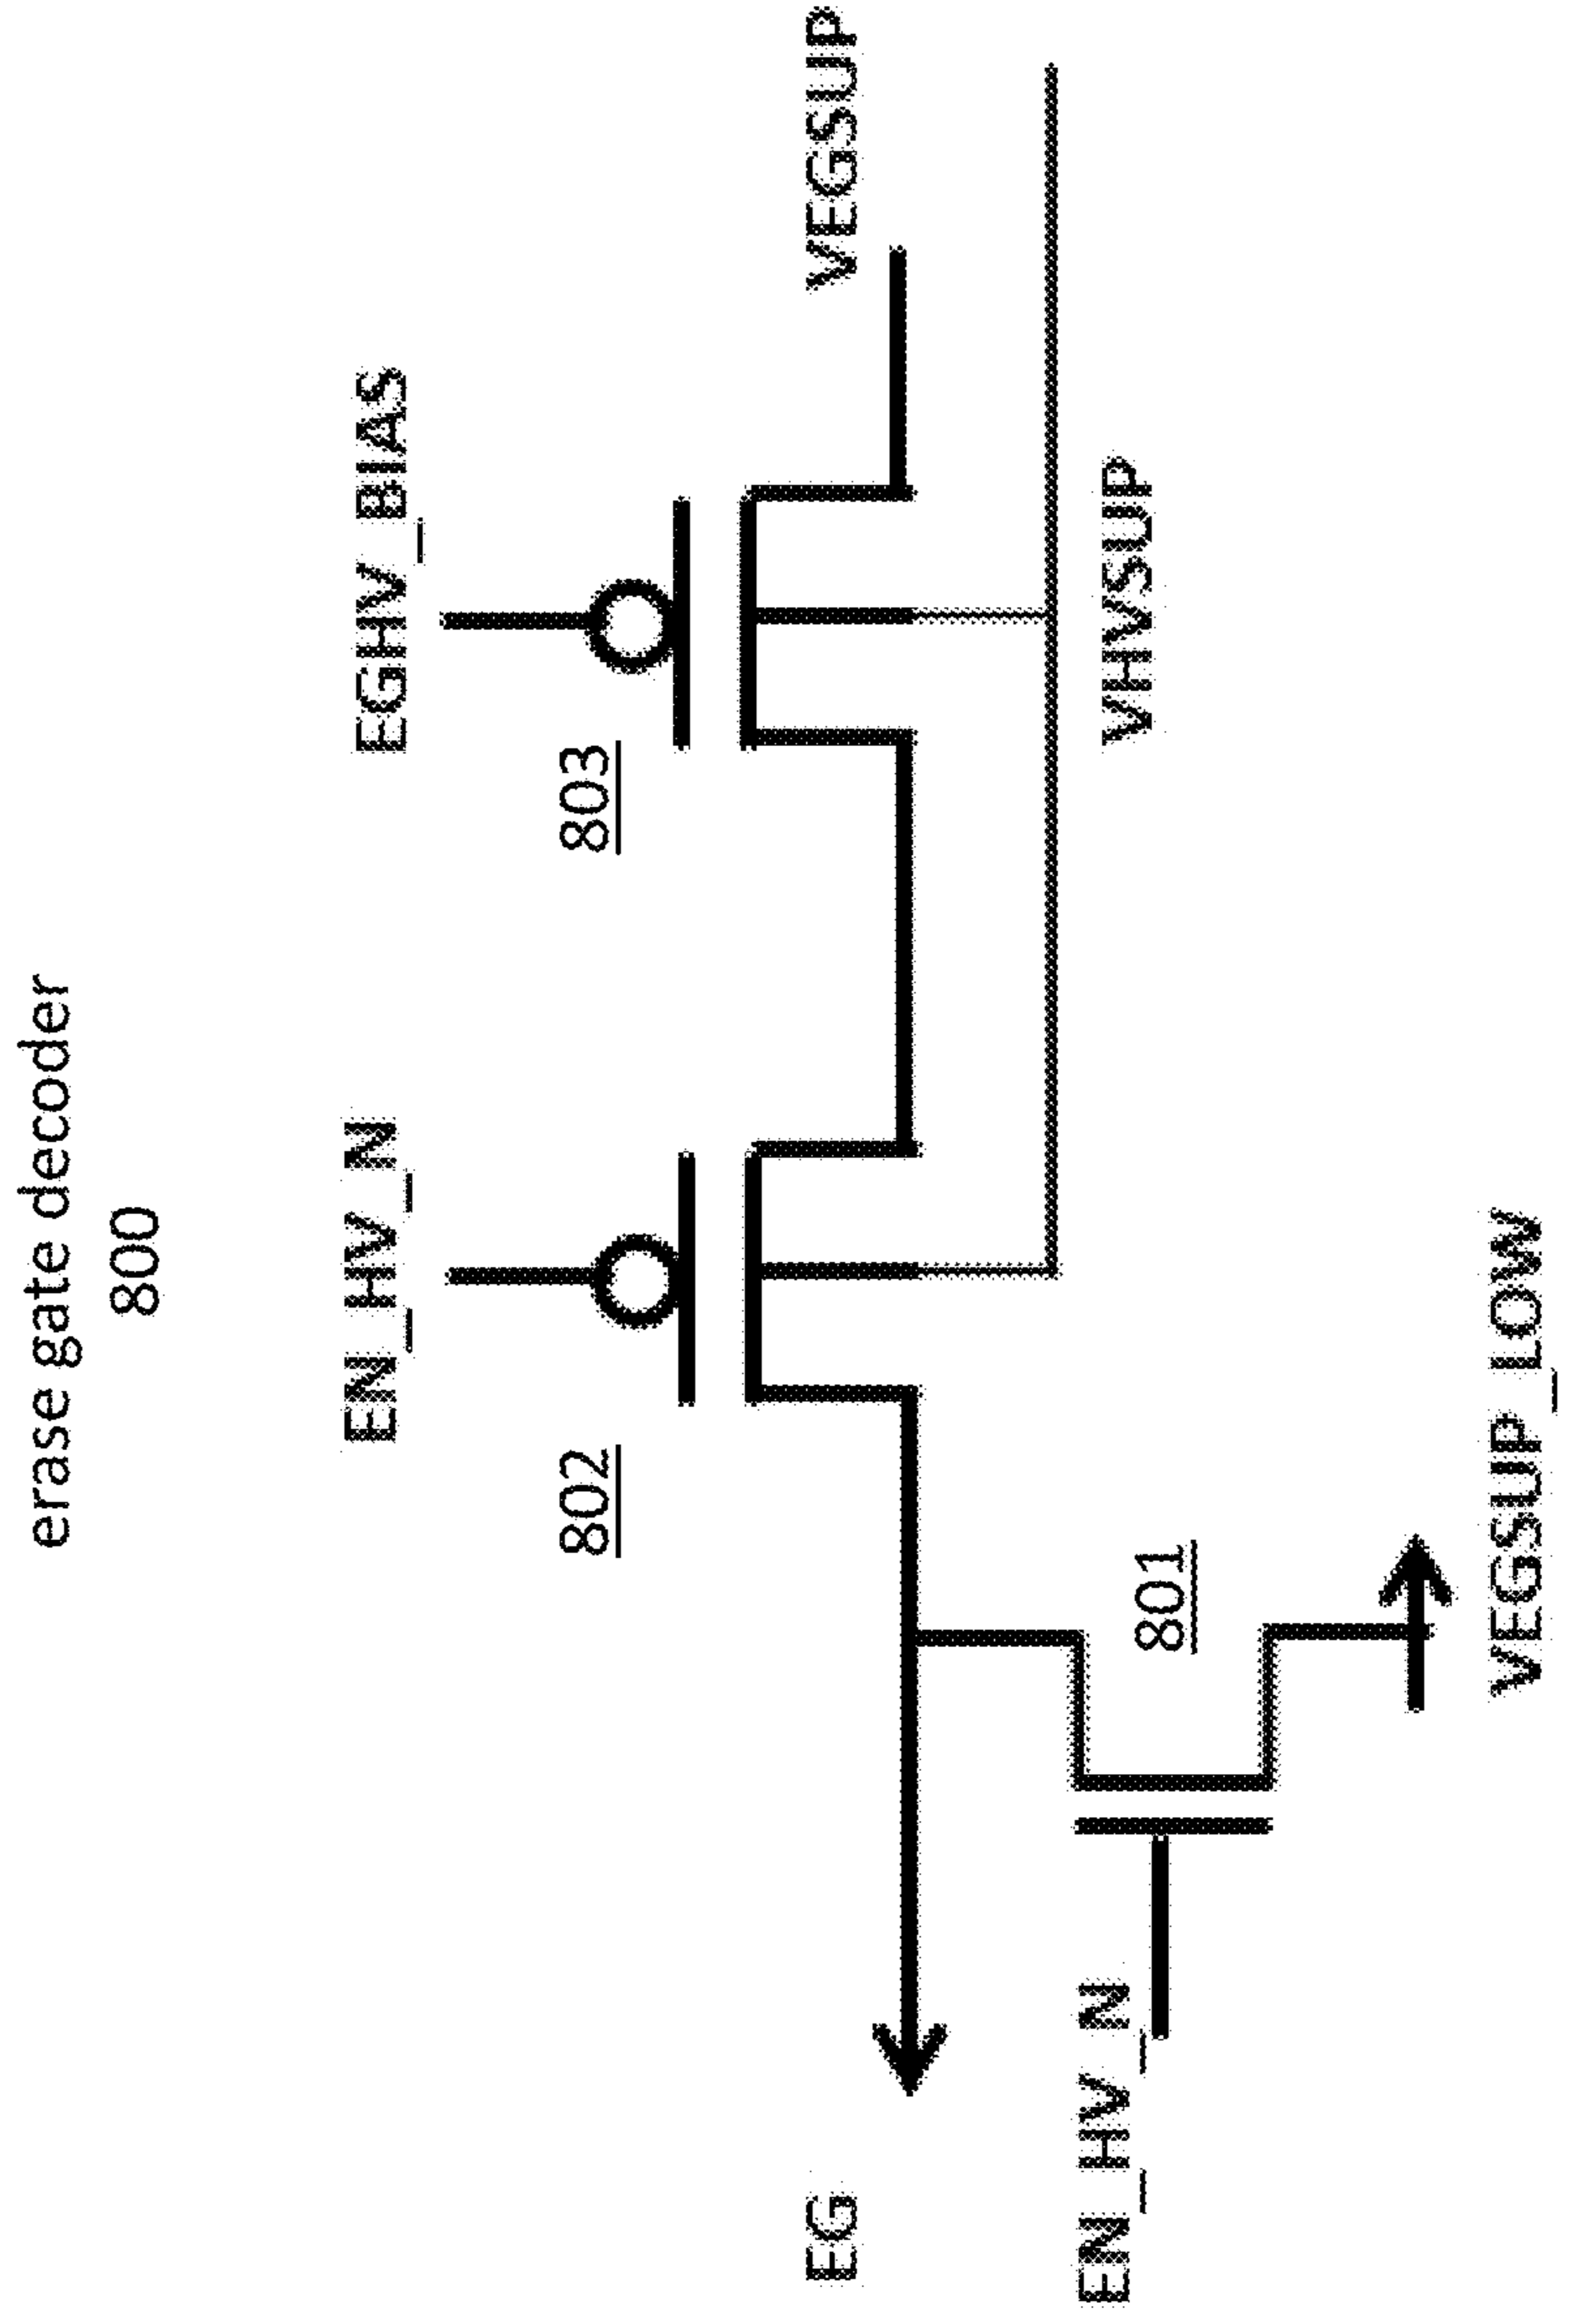 erase gate decoder
800
EN_HV_N
EGHV_BIAS
802
803
EG
VEGSUP
EN_HV_N
801
VHVSUP
VEGSUP_LOW